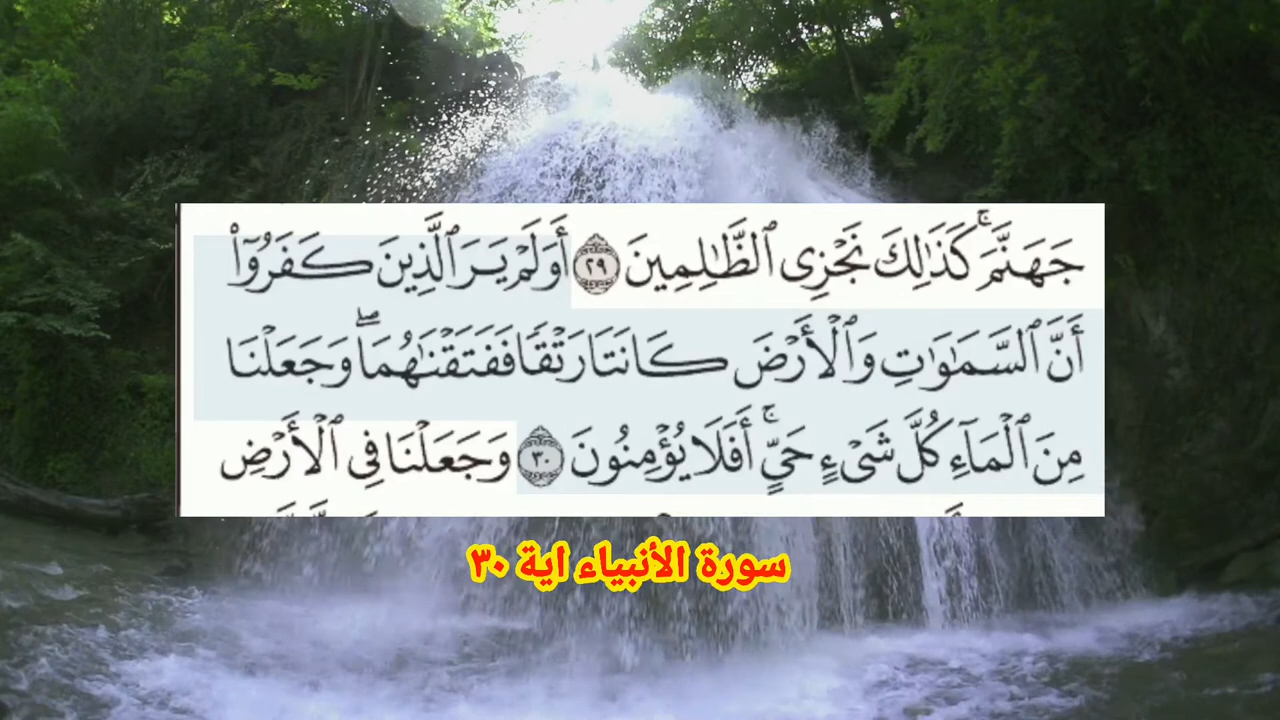 جَهَنَّمَۚ كَذَٰلِكَ نَجۡزِي ٱلظَّٰلِمِينَ ٢٩ أَوَلَمۡ يَرَ ٱلَّذِينَ كَفَرُوٓاْ
أَنَّ ٱلسَّمَٰوَٰتِ وَٱلۡأَرۡضَ كَانَتَا رَتۡقٗا فَفَتَقۡنَٰهُمَاۖ وَجَعَلۡنَا
مِنَ ٱلۡمَآءِ كُلَّ شَيۡءٍ حَيٍّۚ أَفَلَا يُؤۡمِنُونَ ٣٠ وَجَعَلۡنَا فِي ٱلۡأَرۡضِ
سورة الأنبياء اية ٣٠